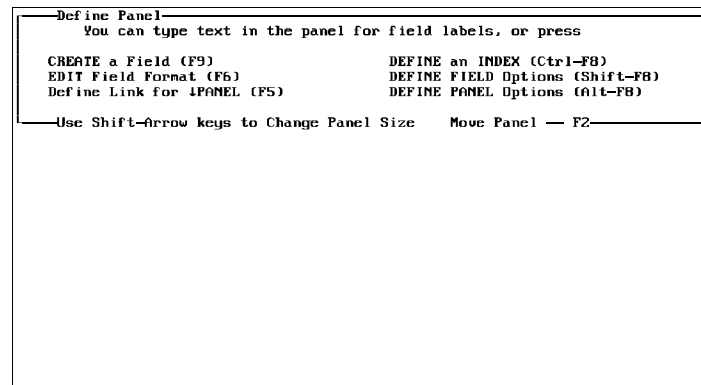 Define Panel
You can type text in the panel for field labels, or press
CREATE a Field (F9) DEFINE an INDEX (Ctrl-F8)
EDIT Field Format (F6) DEFINE FIELD Options (Shift-F8)
Define Link for ↓PANEL (F5) DEFINE PANEL Options (Alt-F8)
Use Shift-Arrow keys to Change Panel Size Move Panel — F2